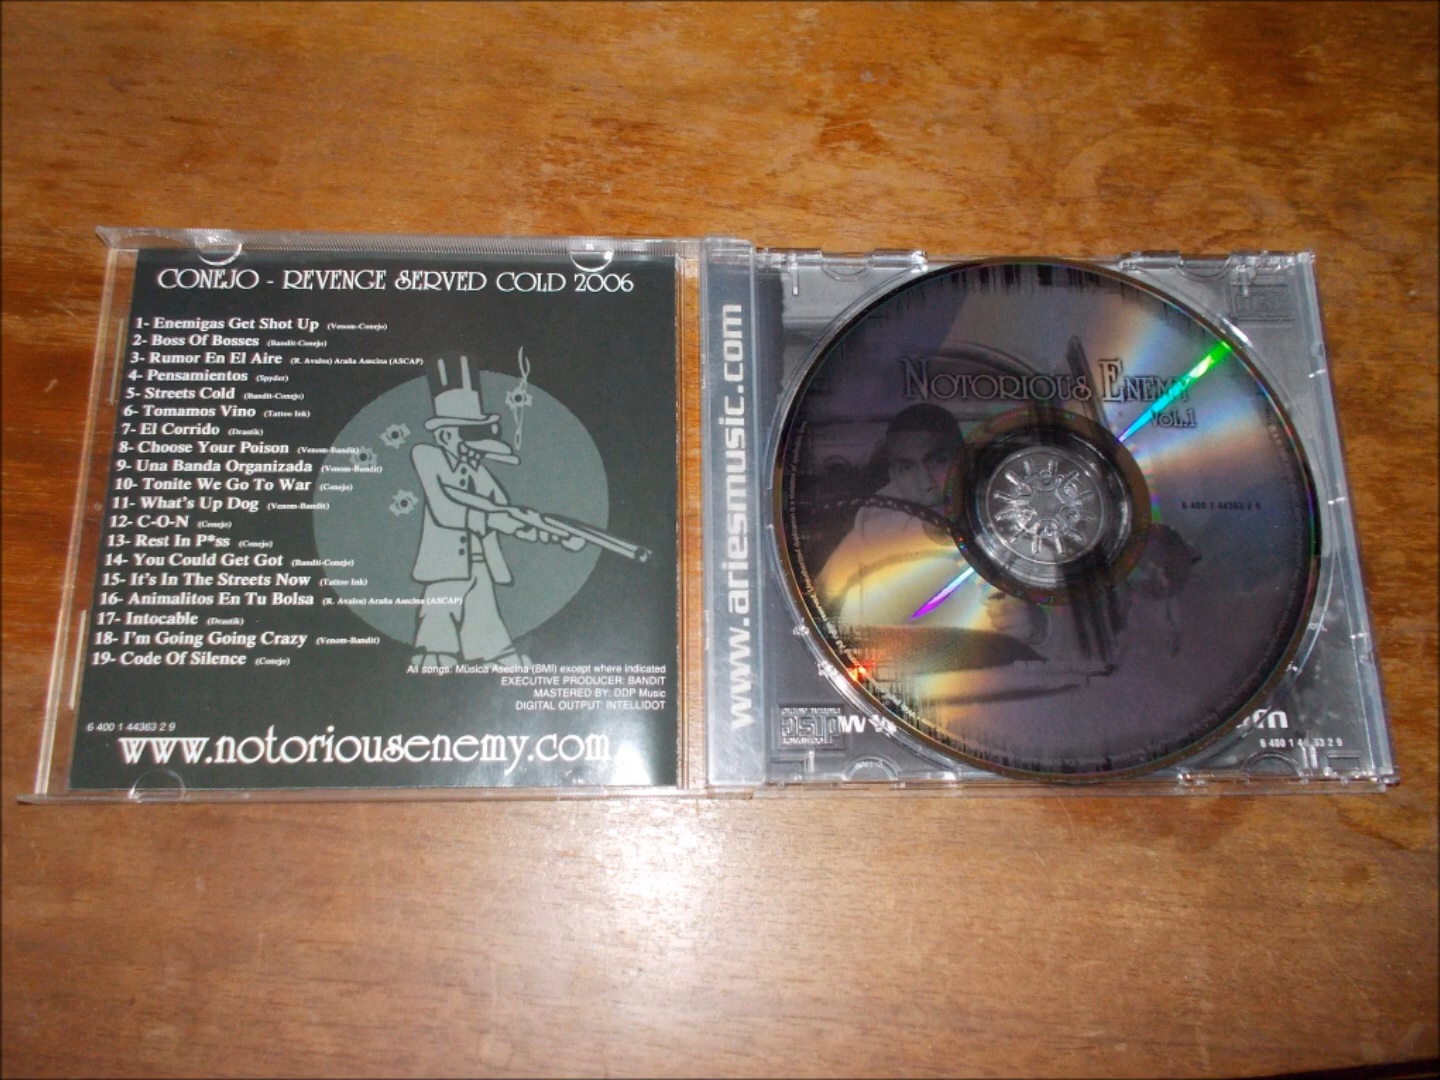 CONEJO - REVENGE SERVED COLD 2006
1- Enemigas Get Shot Up (Venom-Conejo)
2- Boss Of Bosses (Bandit-Conejo)
3- Rumor En El Aire (R. Avalos) Araña Asecina (ASCAP)
4- Pensamientos (Spyder)
5- Streets Cold (Bandit-Conejo)
6- Tomamos Vino (Tattoo Ink)
7- El Corrido (Drastik)
8- Choose Your Poison (Venom-Bandit)
9- Una Banda Organizada (Venom-Bandit)
10- Tonite We Go To War (Conejo)
11- What's Up Dog (Venom-Bandit)
12- C-O-N (Conejo)
13- Rest In P*ss (Conejo)
14- You Could Get Got (Bandit-Conejo)
15- It's In The Streets Now (Tattoo Ink)
16- Animalitos En Tu Bolsa (R. Avalos) Araña Asecina (ASCAP)
17- Intocable (Drastik)
18- I'm Going Going Crazy (Venom-Bandit)
19- Code Of Silence (Conejo)
All songs: Música Asecina (BMI) except where indicated
EXECUTIVE PRODUCER: BANDIT
MASTERED BY: DDP Music
DIGITAL OUTPUT: INTELLIDOT
6 400 1 44363 2 9
www.notoriousenemy.com
www.ariesmusic.com
NOTORIOUS ENEMY
VOL.1
6 400 1 44363 2 9